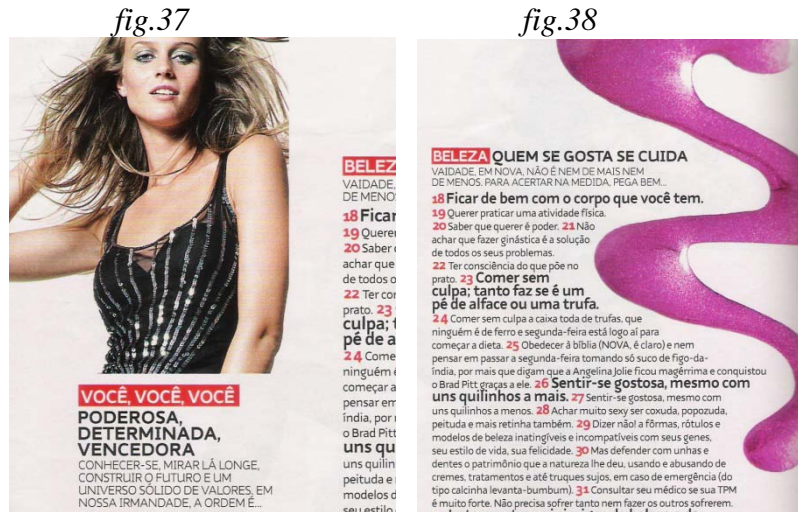 fig.37
VOCÊ, VOCÊ, VOCÊ
PODEROSA,
DETERMINADA,
VENCEDORA
CONHECER-SE, MIRAR LÁ LONGE,
CONSTRUIR O FUTURO E UM
UNIVERSO SÓLIDO DE VALORES. EM
NOSSA IRMANDADE, A ORDEM É...
BELEZ
VAIDADE,
DE MENOS
18 Ficar
19 Querer
20 Saber
achar que
de todos o
22 Ter con
prato. 23
culpa; t
pé de a
24 Come
ninguém é
começar a
pensar em
índia, por
o Brad Pitt
uns qu
uns quilin
peituda e
modelos d
seu estilo
fig.38
BELEZA QUEM SE GOSTA SE CUIDA
VAIDADE, EM NOVA, NÃO É NEM DE MAIS NEM
DE MENOS. PARA ACERTAR NA MEDIDA, PEGA BEM...
18 Ficar de bem com o corpo que você tem.
19 Querer praticar uma atividade física.
20 Saber que querer é poder. 21 Não
achar que fazer ginástica é a solução
de todos os seus problemas.
22 Ter consciência do que põe no
prato. 23 Comer sem
culpa; tanto faz se é um
pé de alface ou uma trufa.
24 Comer sem culpa a caixa toda de trufas, que
ninguém é de ferro e segunda-feira está logo aí para
começar a dieta. 25 Obedecer à bíblia (NOVA, é claro) e nem
pensar em passar a segunda-feira tomando só suco de figo-da-
índia, por mais que digam que a Angelina Jolie ficou magérrima e conquistou
o Brad Pitt graças a ele. 26 Sentir-se gostosa, mesmo com
uns quilinhos a mais. 27 Sentir-se gostosa, mesmo com
uns quilinhos a menos. 28 Achar muito sexy ser coxuda, popozuda,
peituda e mais retinha também. 29 Dizer não! a fôrmas, rótulos e
modelos de beleza inatingíveis e incompatíveis com seus genes,
seu estilo de vida, sua felicidade. 30 Mas defender com unhas e
dentes o patrimônio que a natureza lhe deu, usando e abusando de
cremes, tratamentos e até truques sujos, em caso de emergência (do
tipo calcinha levanta-bumbum). 31 Consultar seu médico se sua TPM
é muito forte. Não precisa sofrer tanto nem fazer os outros sofrerem.